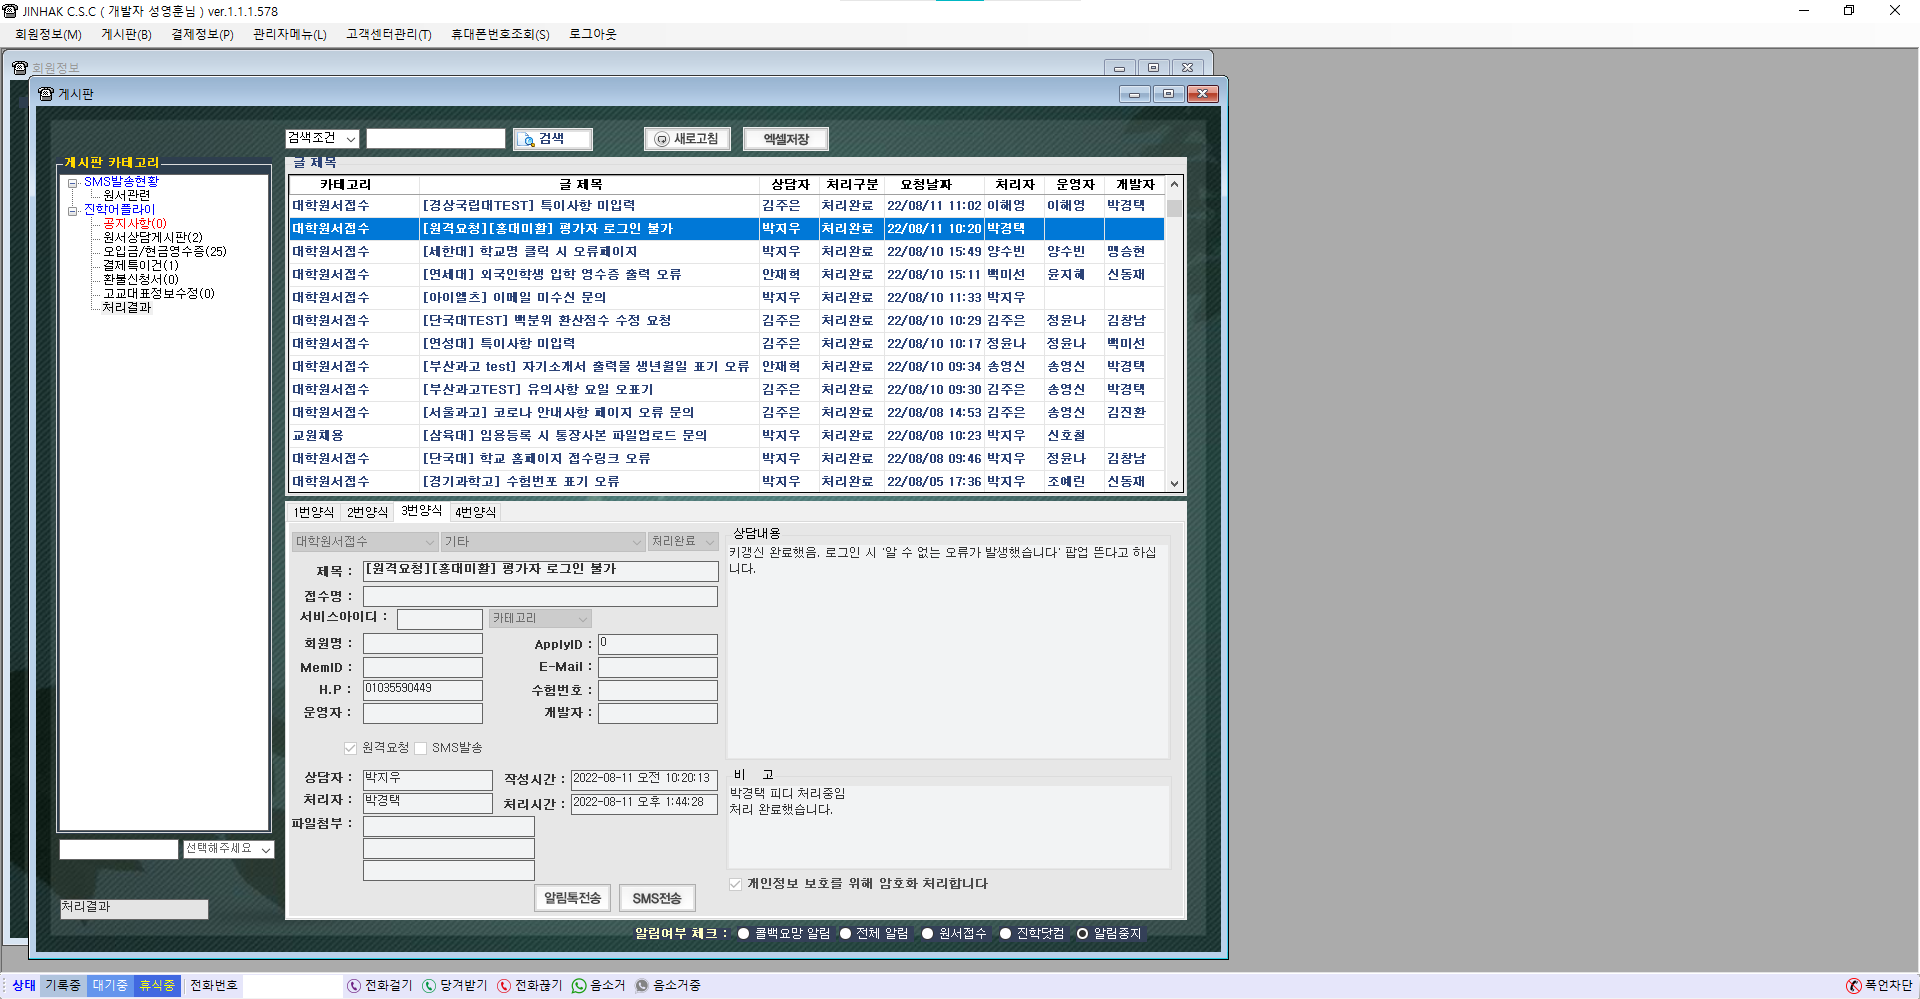 JINHAK C.S.C ( 개발자 성영훈님 ) ver.1.1.1.578
회원정보(M) 게시판(B) 결제정보(P) 관리자메뉴(L) 고객센터관리(T) 휴대폰번호조회(S) 로그아웃
회원정보
게시판
검색조건 검색 새로고침 엑셀저장
게시판 카테고리
SMS발송현황
원서관련
진학어플라이
공지사항(0)
원서상담게시판(2)
오입금/현금영수증(25)
결제특이건(1)
환불신청서(0)
고교대표정보수정(0)
처리결과
선택해주세요
처리결과
글 제목
카테고리 글 제목 상담자 처리구분 요청날짜 처리자 운영자 개발자
대학원서접수 [경상국립대TEST] 특이사항 미입력 김주은 처리완료 22/08/11 11:02 이해영 이해영 박경택
대학원서접수 [원격요청][홍대미활] 평가자 로그인 불가 박지우 처리완료 22/08/11 10:20 박경택
대학원서접수 [세한대] 학교명 클릭 시 오류페이지 박지우 처리완료 22/08/10 15:49 양수빈 양수빈 맹승현
대학원서접수 [연세대] 외국인학생 입학 영수증 출력 오류 안재혁 처리완료 22/08/10 15:11 백미선 윤지혜 신동재
대학원서접수 [아이엘츠] 이메일 미수신 문의 박지우 처리완료 22/08/10 11:33 박지우
대학원서접수 [단국대TEST] 백분위 환산점수 수정 요청 김주은 처리완료 22/08/10 10:29 김주은 정윤나 김창남
대학원서접수 [연성대] 특이사항 미입력 김주은 처리완료 22/08/10 10:17 정윤나 정윤나 백미선
대학원서접수 [부산과고 test] 자기소개서 출력물 생년월일 표기 오류 안재혁 처리완료 22/08/10 09:34 송영신 송영신 박경택
대학원서접수 [부산과고TEST] 유의사항 요일 오표기 김주은 처리완료 22/08/10 09:30 김주은 송영신 박경택
대학원서접수 [서울과고] 코로나 안내사항 페이지 오류 문의 김주은 처리완료 22/08/08 14:53 김주은 송영신 김진환
교원채용 [삼육대] 임용등록 시 통장사본 파일업로드 문의 박지우 처리완료 22/08/08 10:23 박지우 신호철
대학원서접수 [단국대] 학교 홈페이지 접수링크 오류 박지우 처리완료 22/08/08 09:46 박지우 정윤나 김창남
대학원서접수 [경기과학고] 수험번포 표기 오류 박지우 처리완료 22/08/05 17:36 박지우 조예린 신동재
1번양식 2번양식 3번양식 4번양식
대학원서접수 기타 처리완료
제목 : [원격요청][홍대미활] 평가자 로그인 불가
접수명 :
서비스아이디 : 카테고리
회원명 : ApplyID : 0
MemID : E-Mail :
H.P : 01035590449 수험번호 :
운영자 : 개발자 :
원격요청 SMS발송
상담자 : 박지우 작성시간 : 2022-08-11 오전 10:20:13
처리자 : 박경택 처리시간 : 2022-08-11 오후 1:44:28
파일첨부 :
알림톡전송 SMS전송
상담내용
키갱신 완료했음. 로그인 시 '알 수 없는 오류가 발생했습니다' 팝업 뜬다고 하십
니다.
비 고
박경택 피디 처리중임
처리 완료했습니다.
개인정보 보호를 위해 암호화 처리합니다
알림여부 체크 : 콜백요망 알림 전체 알림 원서접수 진학닷컴 알림중지
상태 기록중 대기중 휴식중 전화번호 전화걸기 당겨받기 전화끊기 음소거 음소거중 폭언차단